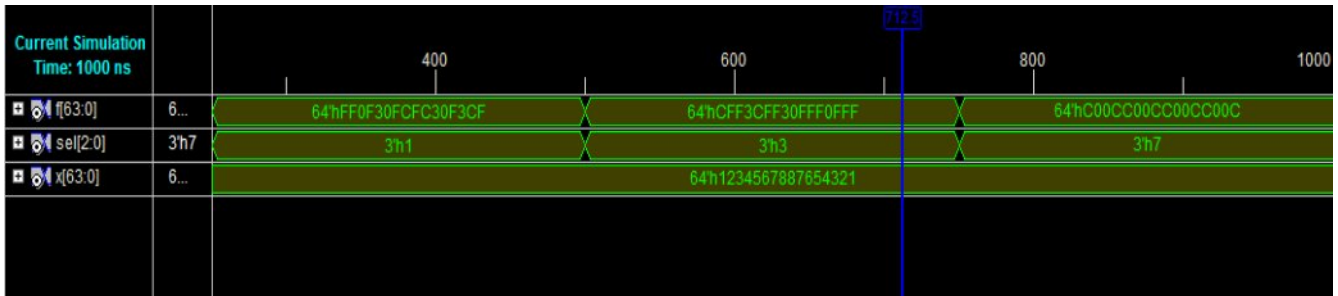 712.5
Current Simulation
Time: 1000 ns
400 600 800 1000
f[63:0] 6... 64'hFF0F30FCFC30F3CF 64'hCFF3CFF30FFF0FFF 64'hC00CC00CC00CC00C
sel[2:0] 3'h7 3'h1 3'h3 3'h7
x[63:0] 6... 64'h1234567887654321